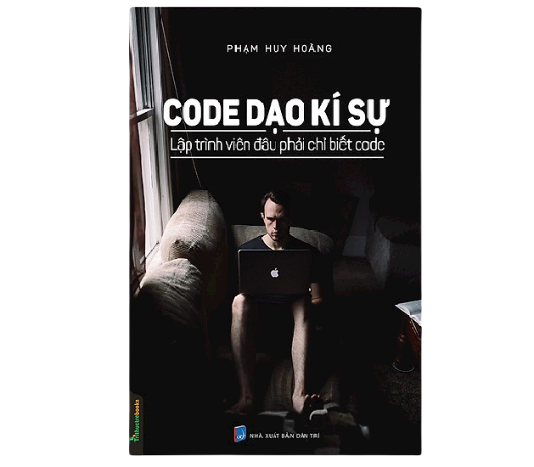 PHẠM HUY HOÀNG
CODE DẠO KÍ SỰ
Lập trình viên đâu phải chỉ biết code
NHÀ XUẤT BẢN DÂN TRÍ